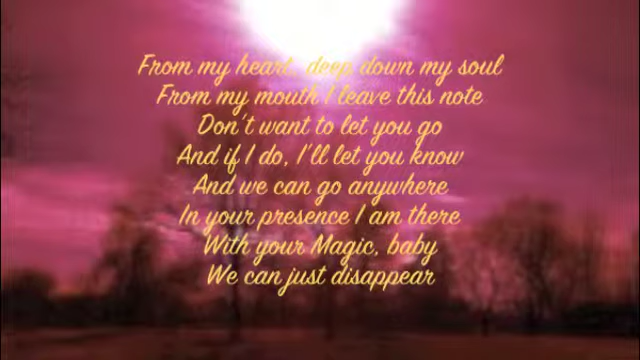 From my heart, deep down my soul
From my mouth I leave this note
Don't want to let you go
And if I do, I'll let you know
And we can go anywhere
In your presence I am there
With your Magic, baby
We can just disappear